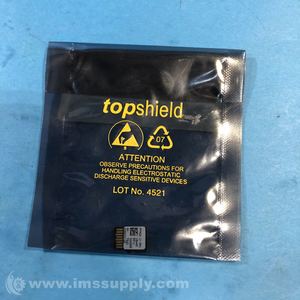 topshield
07
ATTENTION
OBSERVE PRECAUTIONS FOR
HANDLING ELECTROSTATIC
DISCHARGE SENSITIVE DEVICES
LOT No. 4521
© www.imssupply.com